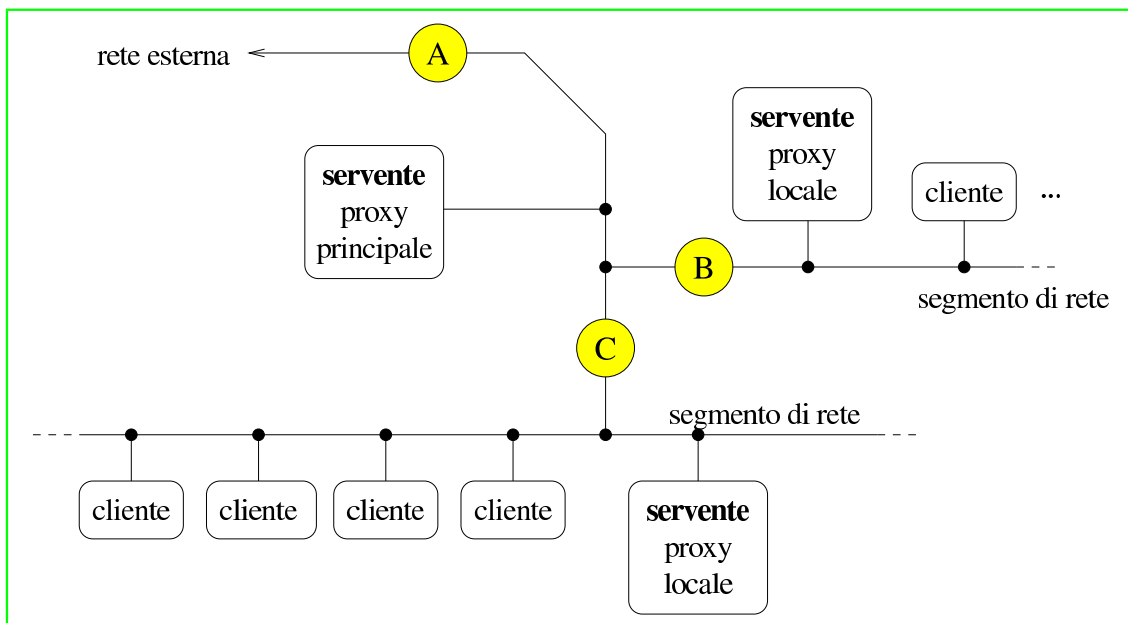 rete esterna
A
servente
proxy
locale
cliente
...
servente
proxy
principale
B
segmento di rete
C
segmento di rete
cliente
cliente
cliente
cliente
servente
proxy
locale